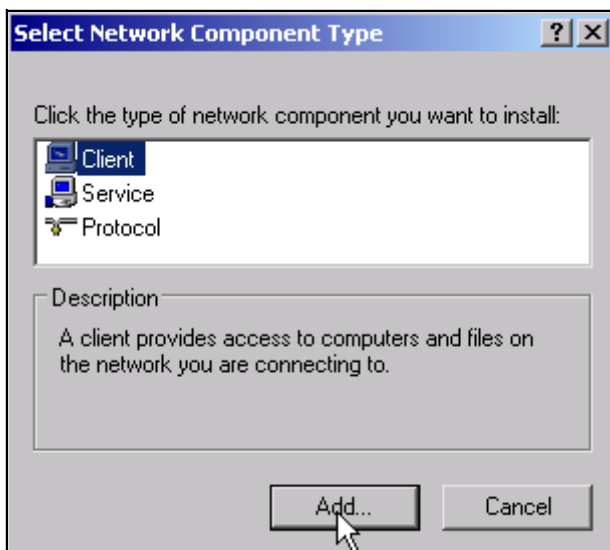 Select Network Component Type
Click the type of network component you want to install:
Client
Service
Protocol
Description
A client provides access to computers and files on
the network you are connecting to.
Add...
Cancel